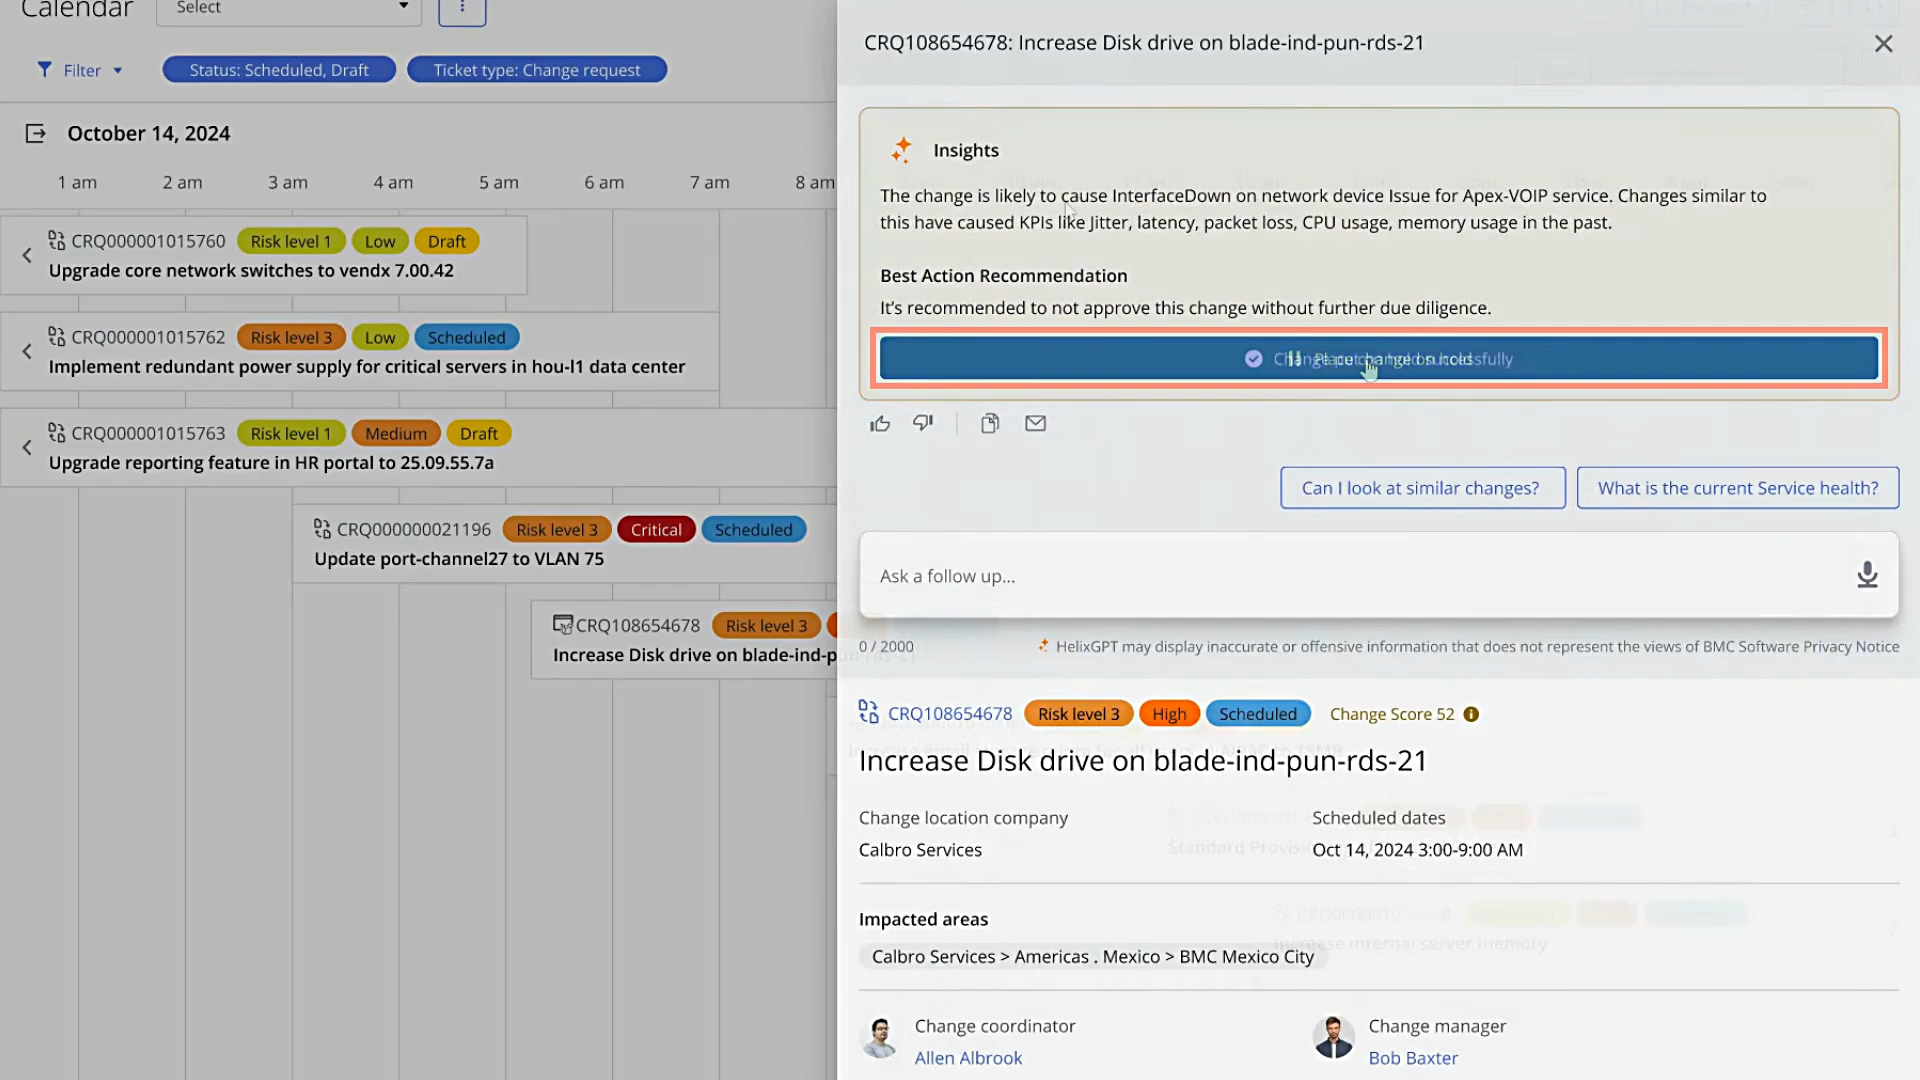 Calendar
Select
Filter
Status: Scheduled, Draft
Ticket type: Change request
October 14, 2024
1 am 2 am 3 am 4 am 5 am 6 am 7 am 8 am
CRQ000001015760 Risk level 1 Low Draft
Upgrade core network switches to vendx 7.00.42
CRQ000001015762 Risk level 3 Low Scheduled
Implement redundant power supply for critical servers in hou-l1 data center
CRQ000001015763 Risk level 1 Medium Draft
Upgrade reporting feature in HR portal to 25.09.55.7a
CRQ000000021196 Risk level 3 Critical Scheduled
Update port-channel27 to VLAN 75
CRQ108654678 Risk level 3
Increase Disk drive on blade-ind-p
CRQ108654678: Increase Disk drive on blade-ind-pun-rds-21
Insights
The change is likely to cause InterfaceDown on network device Issue for Apex-VOIP service. Changes similar to
this have caused KPIs like Jitter, latency, packet loss, CPU usage, memory usage in the past.
Best Action Recommendation
It's recommended to not approve this change without further due diligence.
Can I look at similar changes?
What is the current Service health?
Ask a follow up...
0 / 2000
HelixGPT may display inaccurate or offensive information that does not represent the views of BMC Software Privacy Notice
CRQ108654678 Risk level 3 High Scheduled Change Score 52
Increase Disk drive on blade-ind-pun-rds-21
Change location company
Calbro Services
Scheduled dates
Oct 14, 2024 3:00-9:00 AM
Impacted areas
Calbro Services > Americas . Mexico > BMC Mexico City
Change coordinator
Allen Albrook
Change manager
Bob Baxter